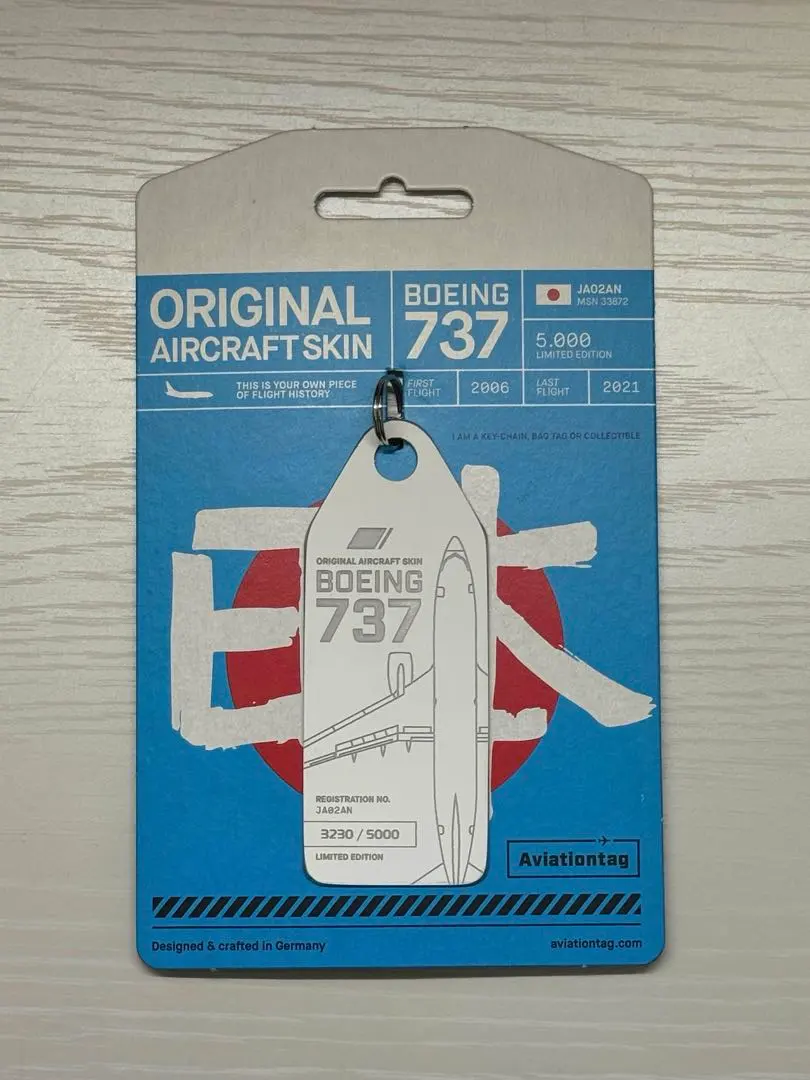 ORIGINAL
AIRCRAFT SKIN
BOEING
737
JA02AN
MSN 33872
5.000
LIMITED EDITION
THIS IS YOUR OWN PIECE
OF FLIGHT HISTORY
FIRST
FLIGHT
2006
LAST
FLIGHT
2021
I AM A KEY-CHAIN, BAG TAG OR COLLECTIBLE
ORIGINAL AIRCRAFT SKIN
BOEING
737
REGISTRATION NO.
JA02AN
3230 / 5000
LIMITED EDITION
Aviationtag
Designed & crafted in Germany
aviationtag.com